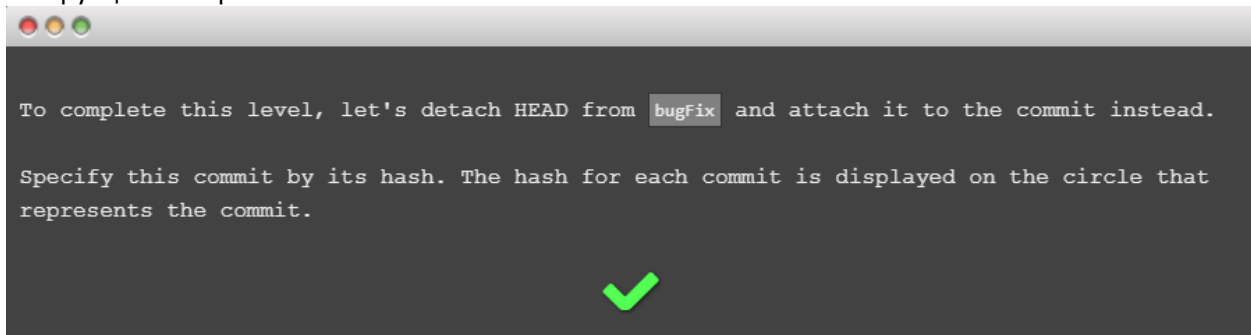 To complete this level, let's detach HEAD from bugFix and attach it to the commit instead.
Specify this commit by its hash. The hash for each commit is displayed on the circle that
represents the commit.